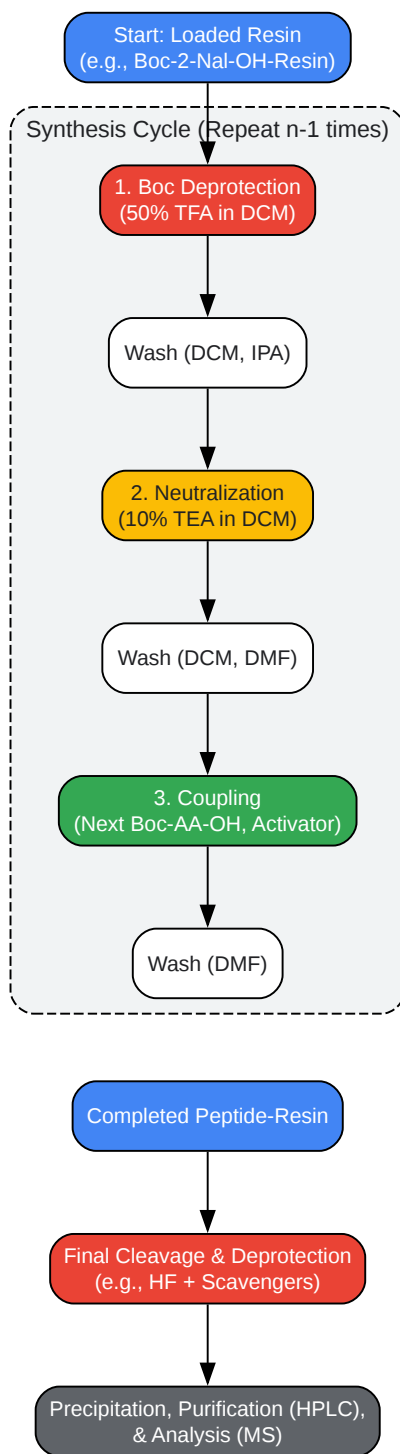 Start: Loaded Resin
(e.g., Boc-2-Nal-OH-Resin)
Synthesis Cycle (Repeat n-1 times)
1. Boc Deprotection
(50% TFA in DCM)
Wash (DCM, IPA)
2. Neutralization
(10% TEA in DCM)
Wash (DCM, DMF)
3. Coupling
(Next Boc-AA-OH, Activator)
Wash (DMF)
Completed Peptide-Resin
Final Cleavage & Deprotection
(e.g., HF + Scavengers)
Precipitation, Purification (HPLC),
& Analysis (MS)